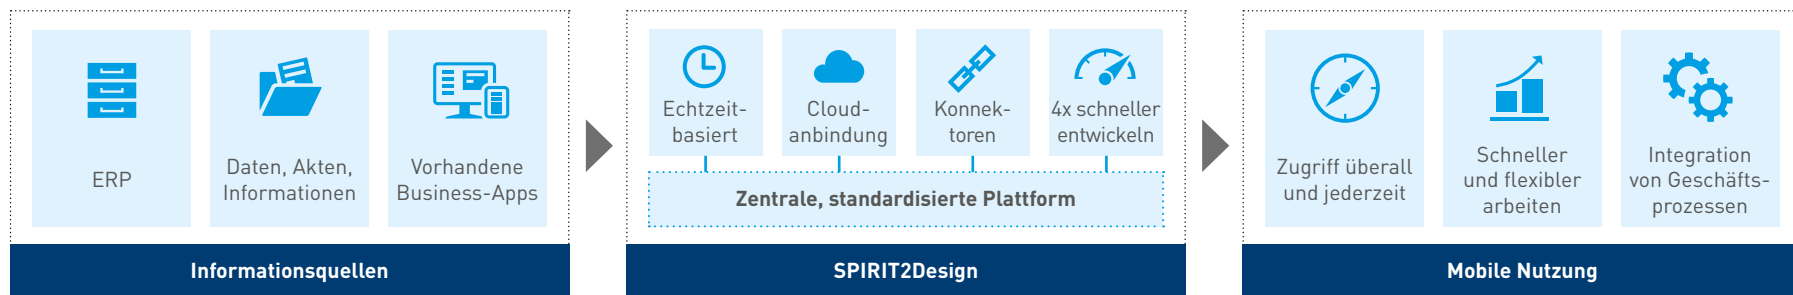 ERP
Daten, Akten,
Informationen
Vorhandene
Business-Apps
Informationsquellen
Echtzeit-
basiert
Cloud-
anbindung
Konnek-
toren
4x schneller
entwickeln
Zentrale, standardisierte Plattform
SPIRIT2Design
Zugriff überall
und jederzeit
Schneller
und flexibler
arbeiten
Integration
von Geschäfts-
prozessen
Mobile Nutzung